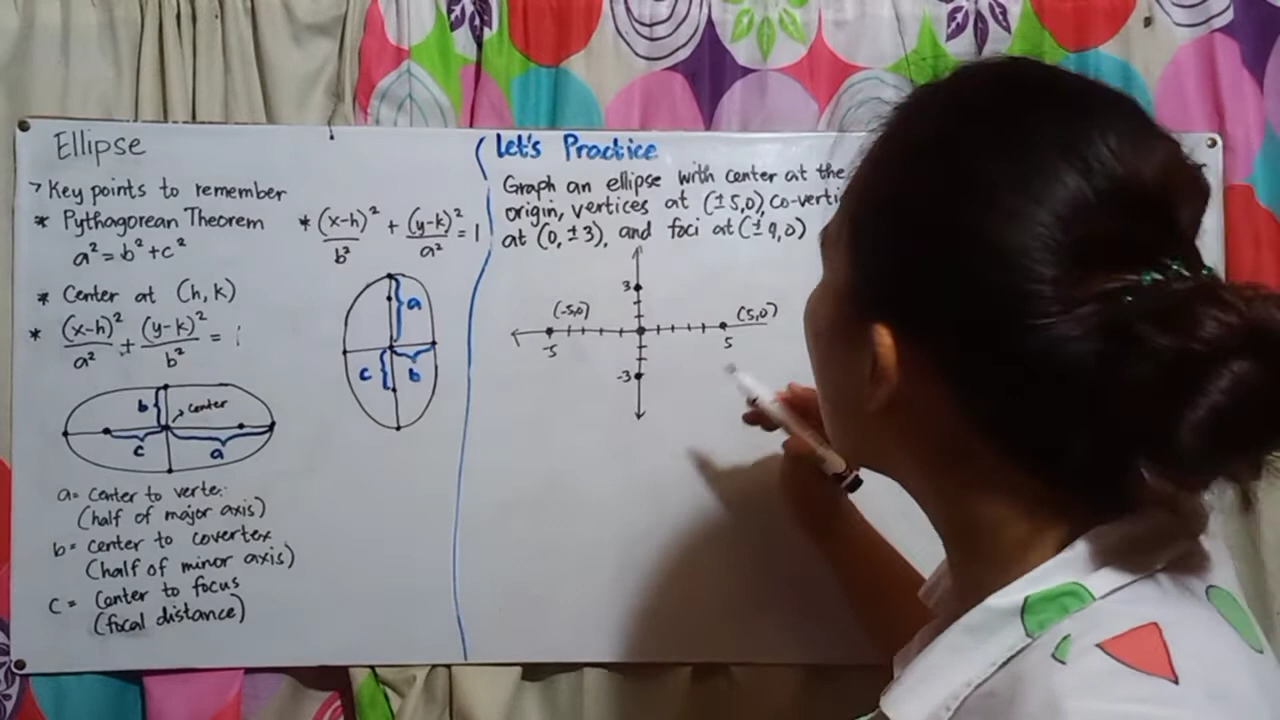 Ellipse
> Key points to remember
* Pythagorean Theorem
a² = b² + c²
* Center at (h, k)
* (x-h)²/a² + (y-k)²/b² = 1
b
center
c
a
a = center to verte
(half of major axis)
b = center to covertex
(half of minor axis)
c = Center to focus
(focal distance)
* (x-h)²/b² + (y-k)²/a² = 1
a
c
b
Let's Practice
Graph an ellipse with center at the
origin, vertices at (±5,0), co-verti
at (0, ±3), and foci at (±4,0)
3
(-5,0)
(5,0)
-5
5
-3